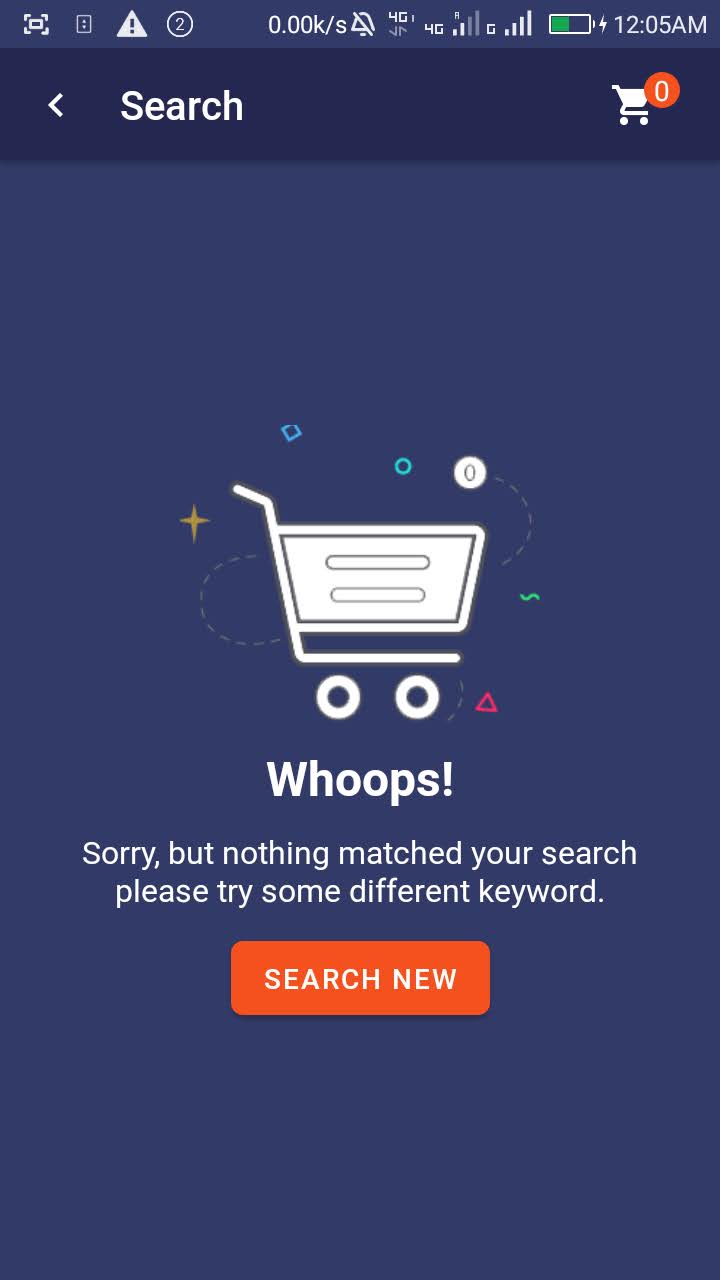 2 0.00k/s 4G 4G R G 12:05AM
Search 0
0
Whoops!
Sorry, but nothing matched your search
please try some different keyword.
SEARCH NEW